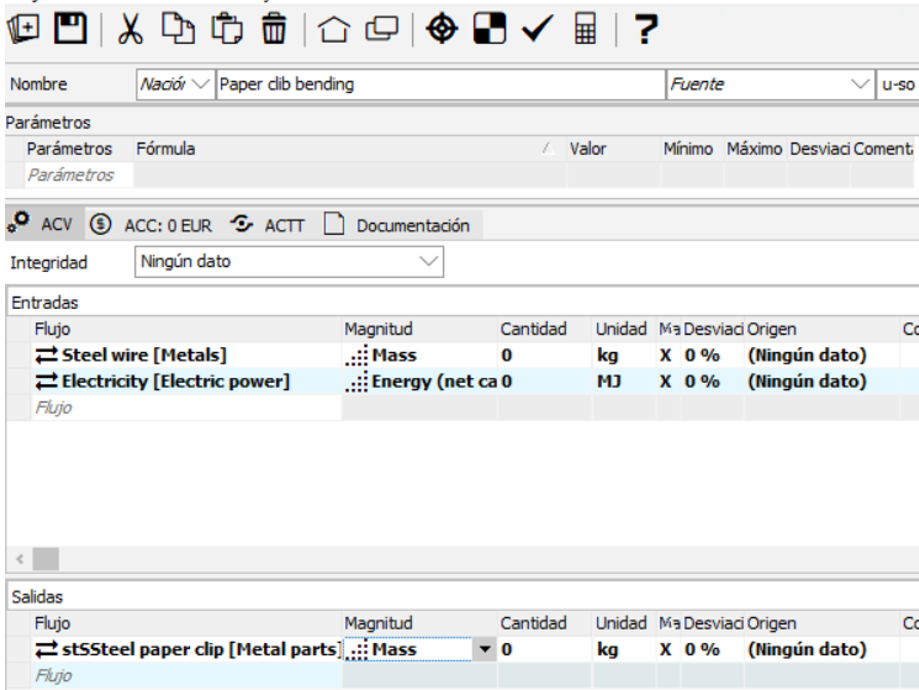 Nombre Nación Paper clib bending Fuente u-so
Parámetros
Parámetros Fórmula Valor Mínimo Máximo Desviaci Coment
Parámetros
ACV ACC: 0 EUR ACTT Documentación
Integridad Ningún dato
Entradas
Flujo Magnitud Cantidad Unidad Ma Desviaci Origen Co
Steel wire [Metals] Mass 0 kg X 0 % (Ningún dato)
Electricity [Electric power] Energy (net ca 0 MJ X 0 % (Ningún dato)
Flujo
Salidas
Flujo Magnitud Cantidad Unidad Ma Desviaci Origen Co
stSSteel paper clip [Metal parts] Mass 0 kg X 0 % (Ningún dato)
Flujo